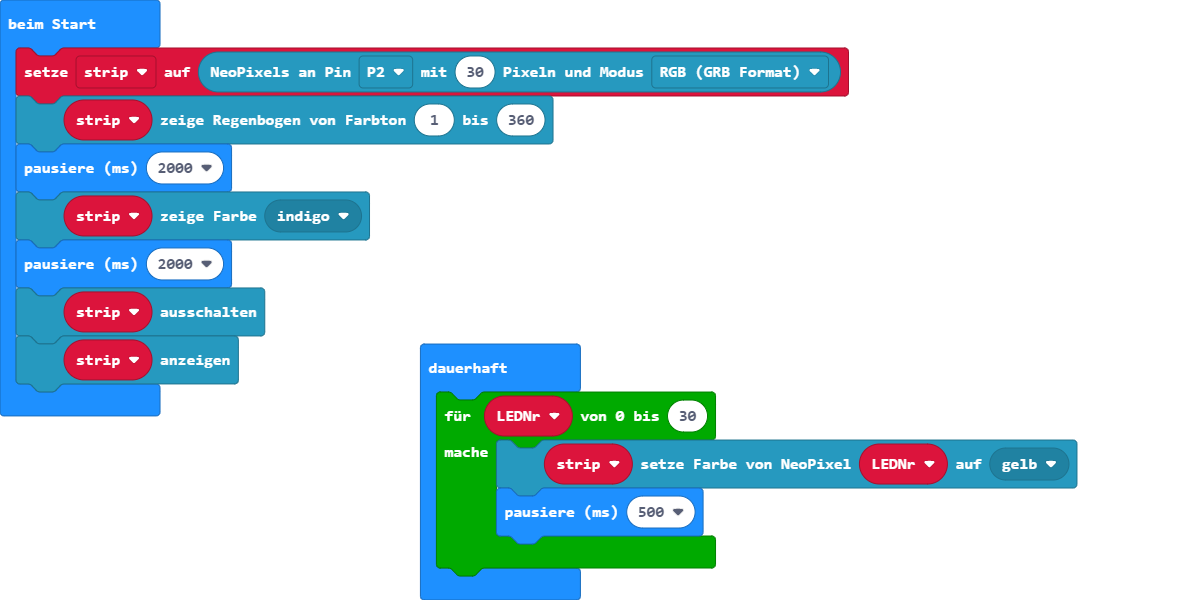 beim Start
setze strip auf NeoPixels an Pin P2 mit 30 Pixeln und Modus RGB (GRB Format)
strip zeige Regenbogen von Farbton 1 bis 360
pausiere (ms) 2000
strip zeige Farbe indigo
pausiere (ms) 2000
strip ausschalten
strip anzeigen
dauerhaft
für LEDNr von 0 bis 30
mache
strip setze Farbe von NeoPixel LEDNr auf gelb
pausiere (ms) 500